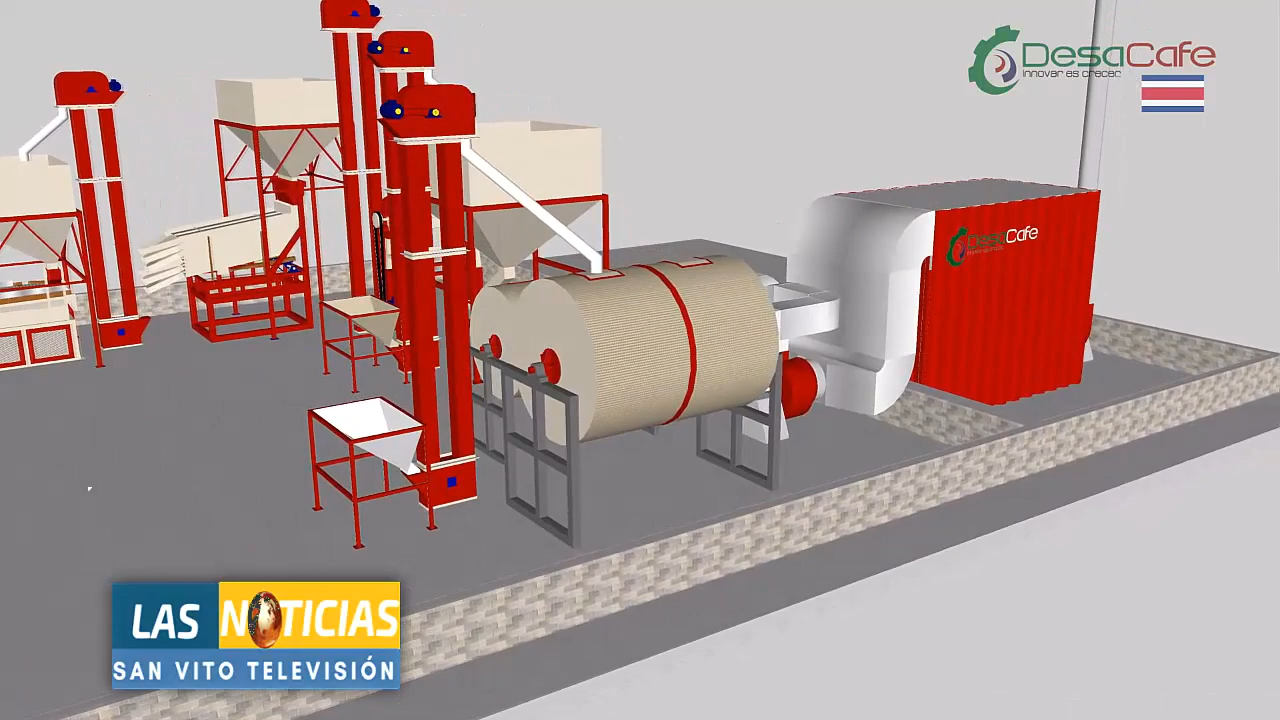 DesaCafe
Innovar es crecer
DesaCafe
LAS NOTICIAS
SAN VITO TELEVISIÓN